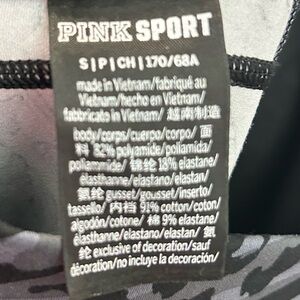 PINK SPORT
S|P|CH|170/68A
made in Vietnam/fabriqué au
Vietnam/hecho en Vietnam/
fabbricato in Vietnam/ 越南制造
body/corps/cuerpo/corpo/ 面
料 82% polyamide/poliamida/
poliammide/ 锦纶 18% elastane/
élasthanne/elastano/elastan/
氨纶 gusset/gousset/inserto/
tassello/ 内裆 91% cotton/coton/
algodón/cotone/ 棉 9% elastane/
élasthanne/elastano/elastan/ 氨
纶 exclusive of decoration/sauf
décoration/no incluye la decoración/